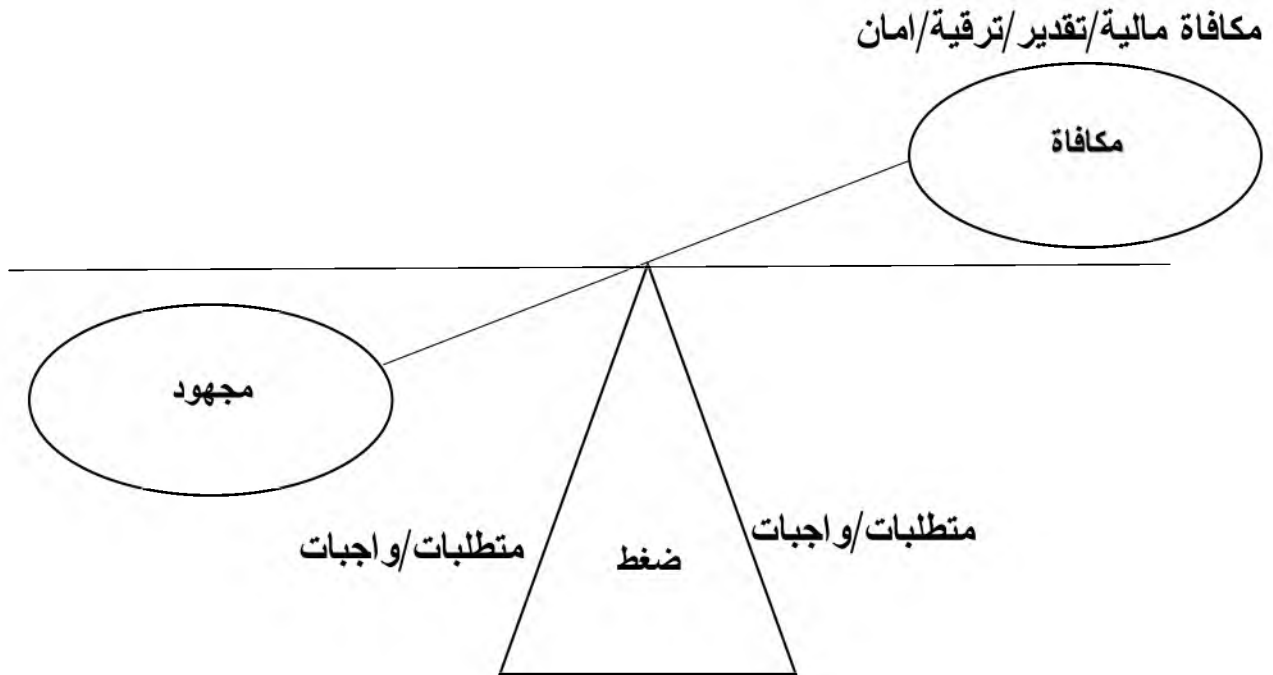 مكافاة مالية/تقدير/ترقية/امان
مكافاة
مجهود
متطلبات/واجبات
متطلبات/واجبات
ضغط